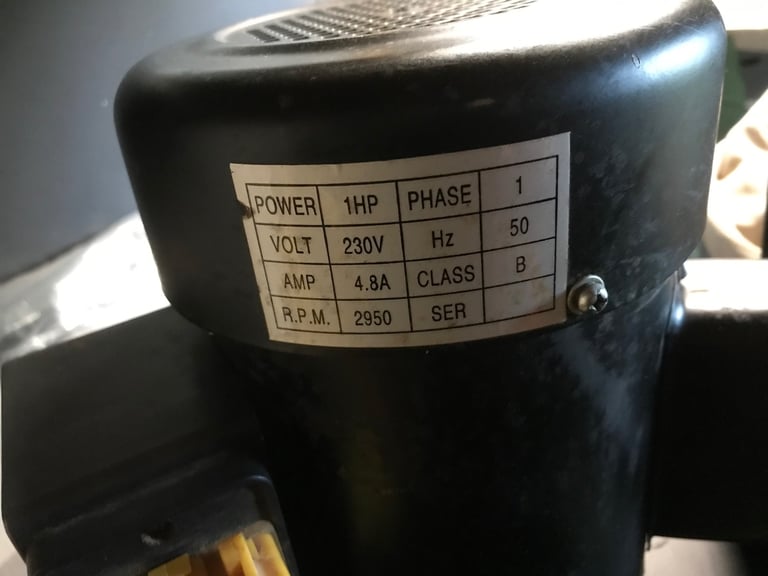 POWER 1HP PHASE 1
VOLT 230V Hz 50
AMP 4.8A CLASS B
R.P.M. 2950 SER